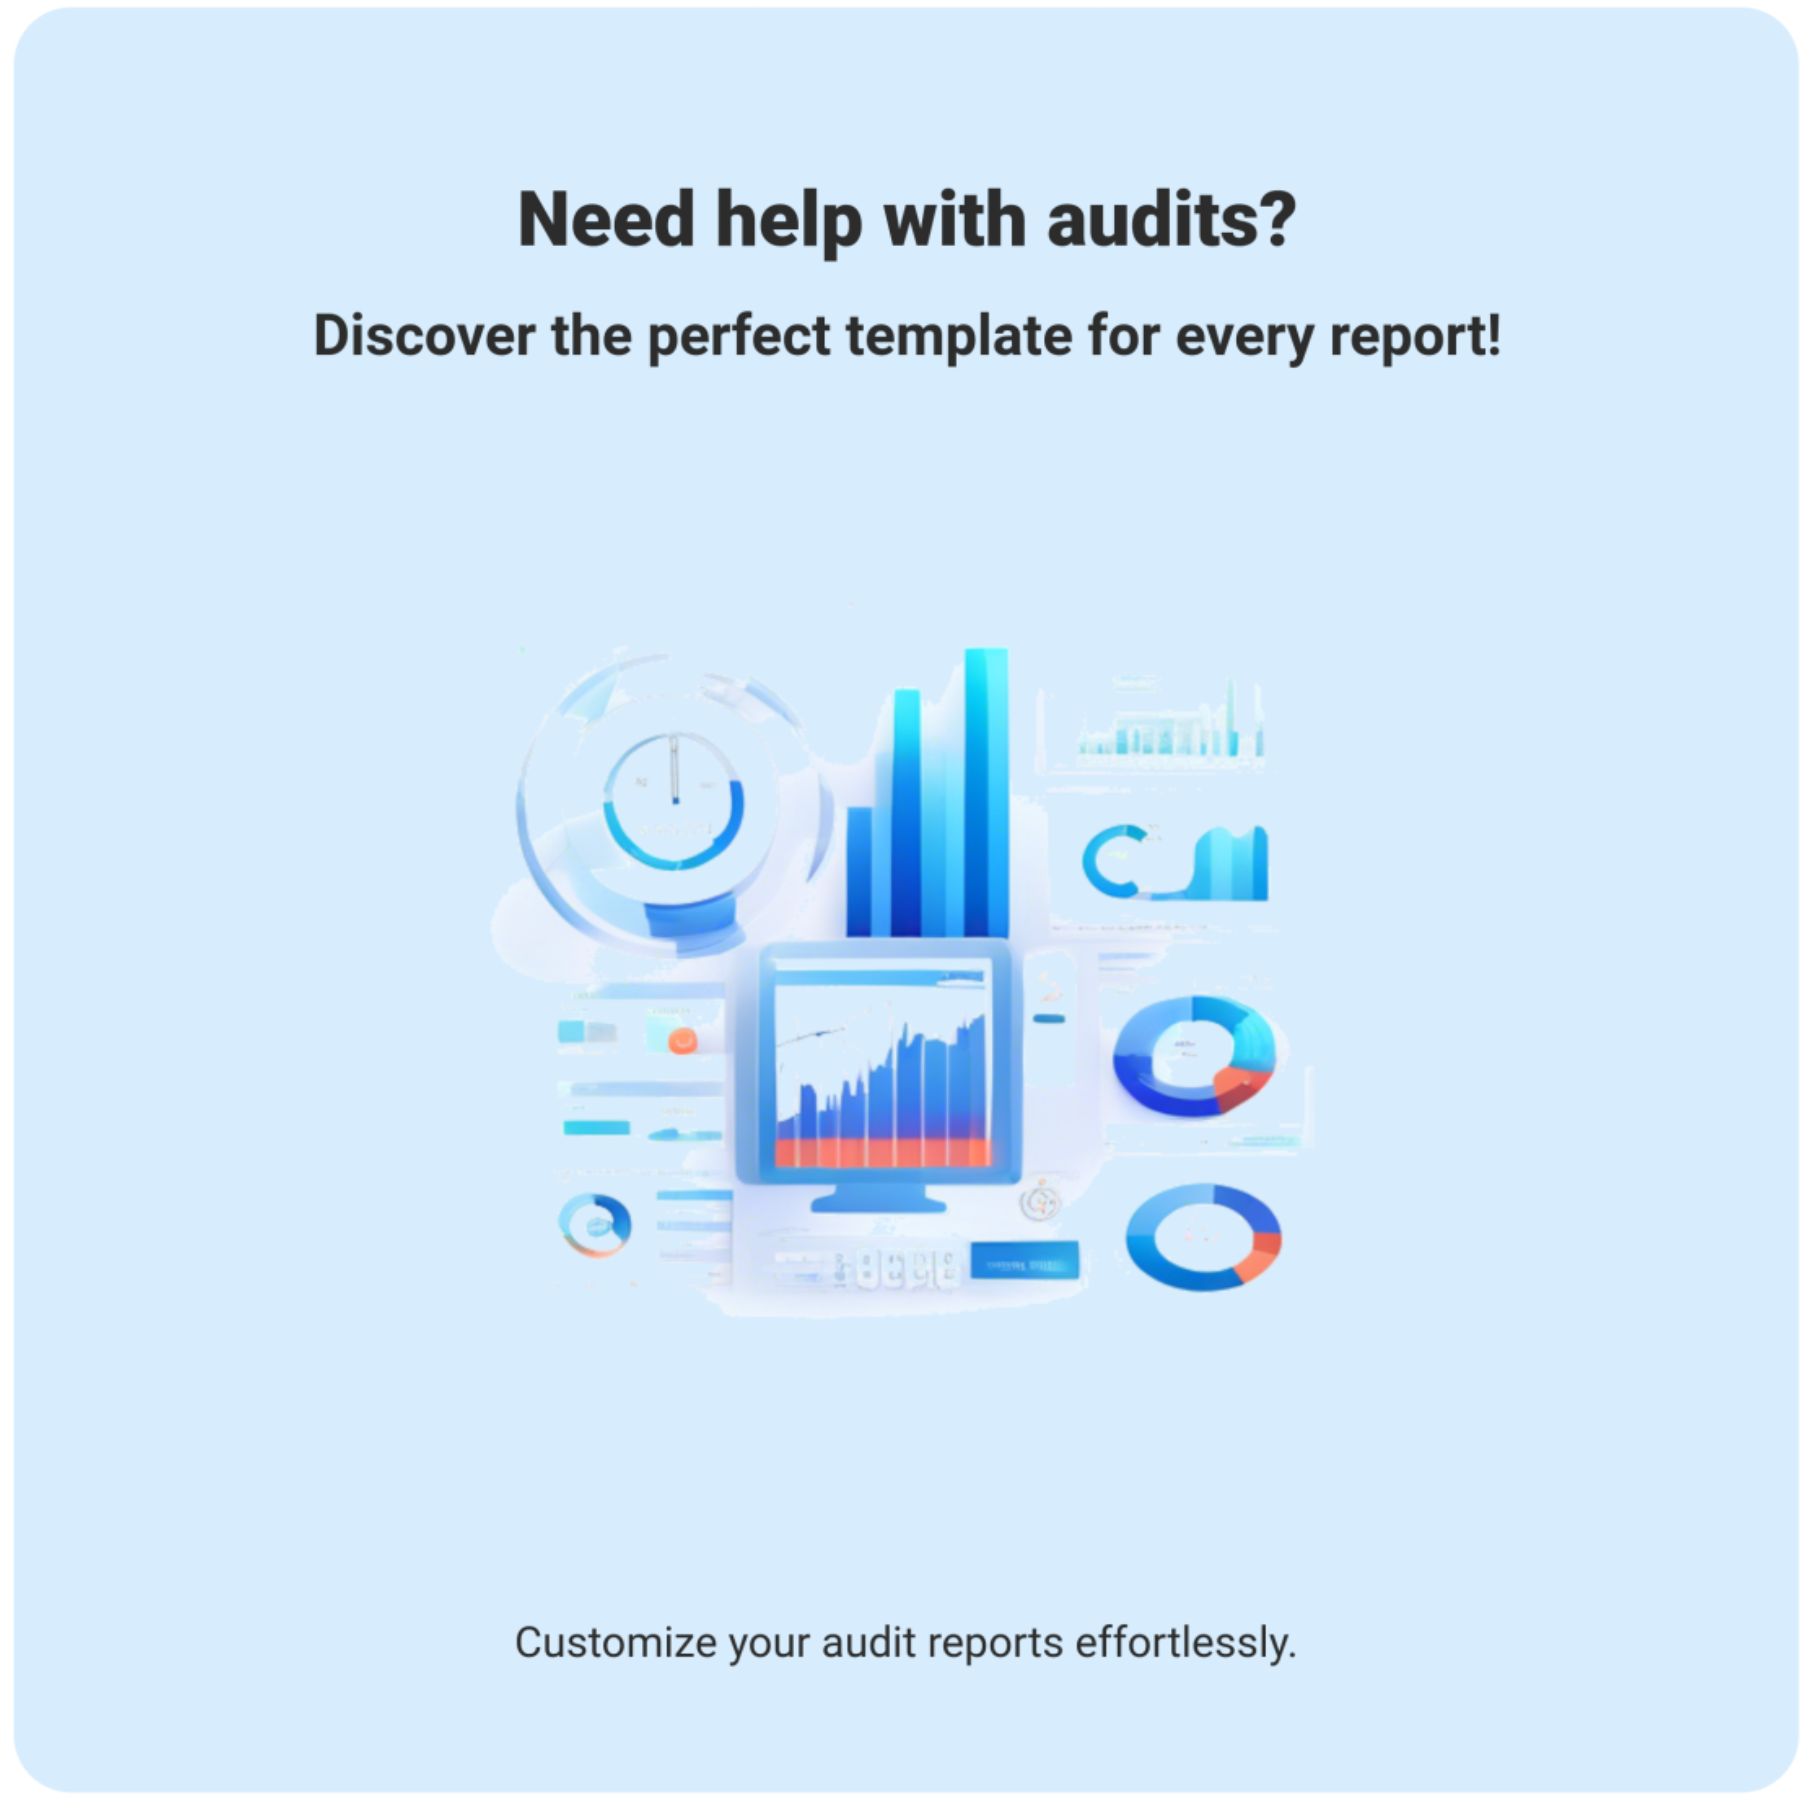 Need help with audits?
Discover the perfect template for every report!
Customize your audit reports effortlessly.